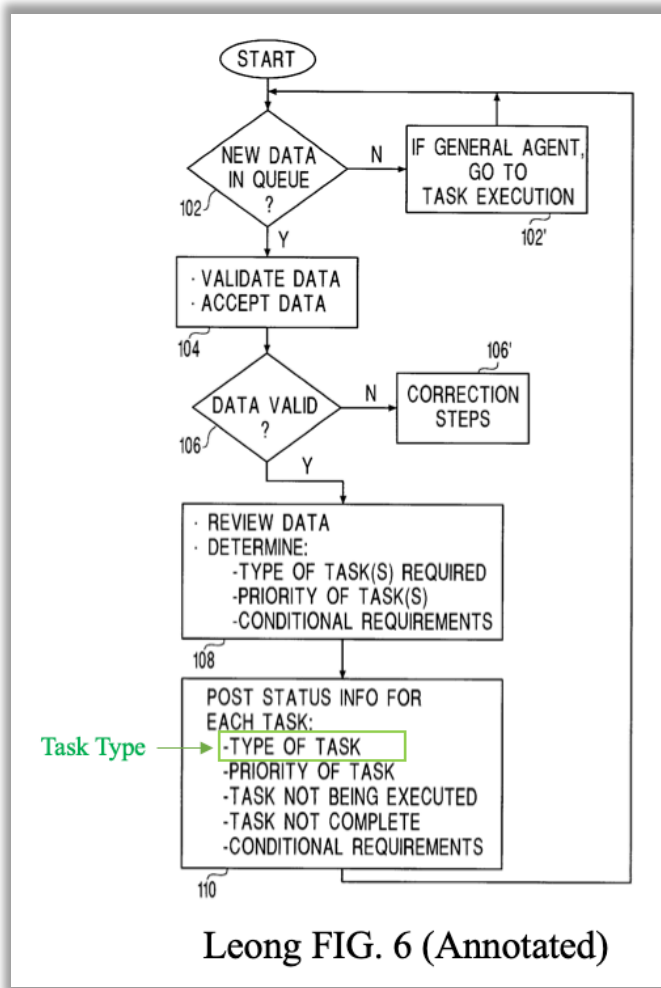 START
NEW DATA
IN QUEUE
?
102
N
IF GENERAL AGENT,
GO TO
TASK EXECUTION
102'
Y
· VALIDATE DATA
· ACCEPT DATA
104
106'
DATA VALID
?
106
N
CORRECTION
STEPS
Y
· REVIEW DATA
· DETERMINE:
-TYPE OF TASK(S) REQUIRED
-PRIORITY OF TASK(S)
-CONDITIONAL REQUIREMENTS
108
POST STATUS INFO FOR
EACH TASK:
Task Type
-TYPE OF TASK
-PRIORITY OF TASK
-TASK NOT BEING EXECUTED
-TASK NOT COMPLETE
-CONDITIONAL REQUIREMENTS
110
Leong FIG. 6 (Annotated)